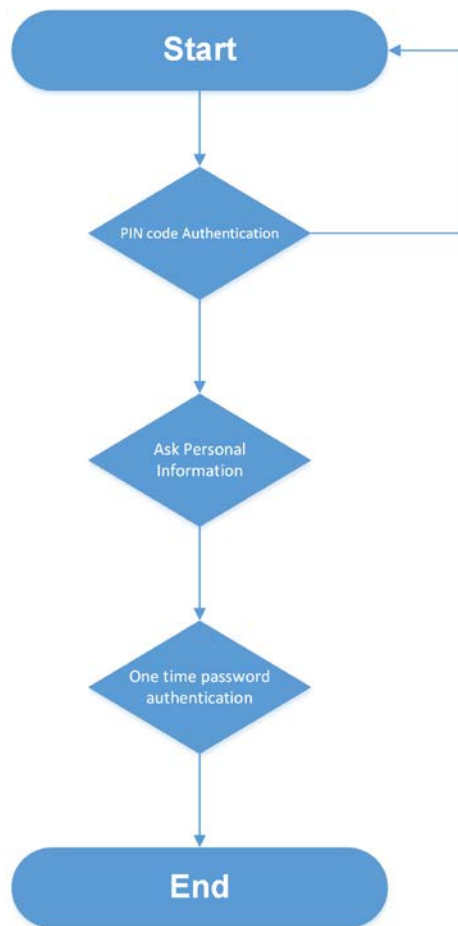 Start
PIN code Authentication
Ask Personal
Information
One time password
authentication
End